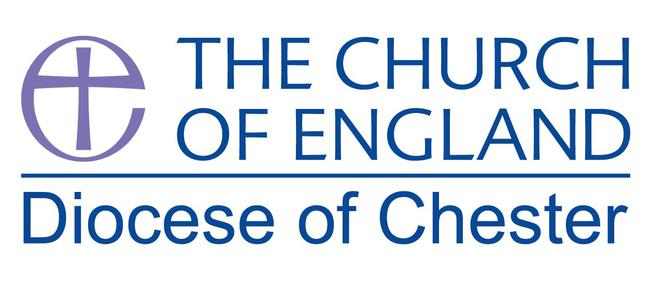 THE CHURCH
OF ENGLAND
Diocese of Chester